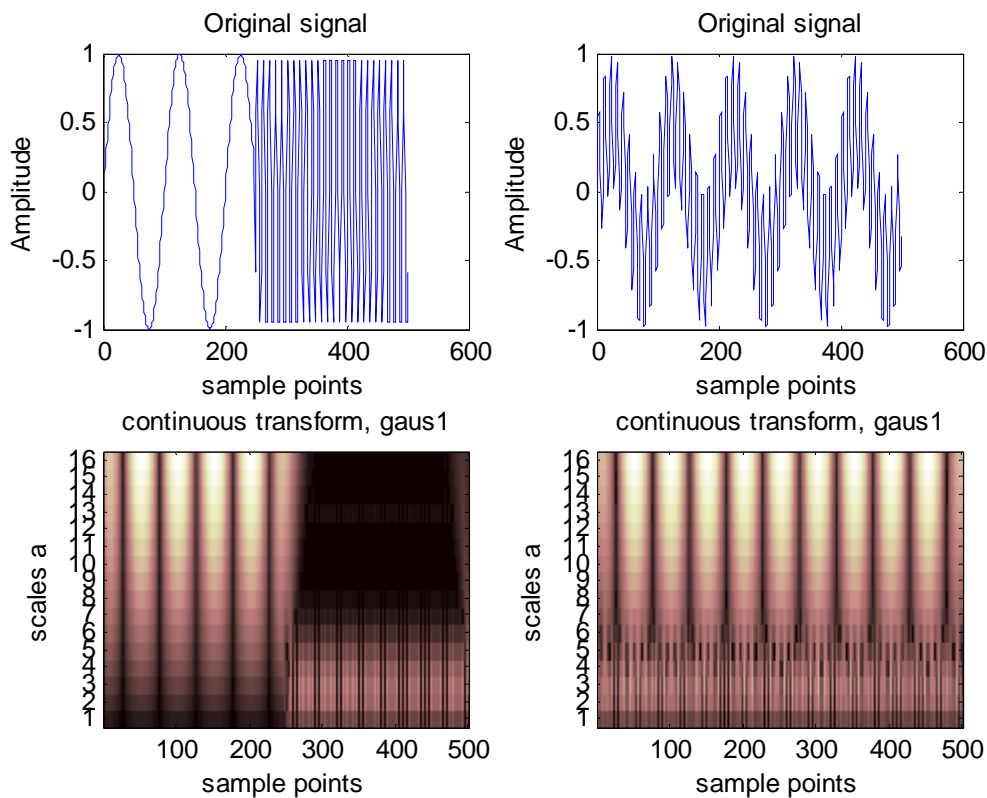 Original signal
Amplitude
1
0.5
0
-0.5
-1
0 200 400 600
sample points
Original signal
Amplitude
1
0.5
0
-0.5
-1
0 200 400 600
sample points
continuous transform, gaus1
scales a
16
15
14
13
12
11
10
9
8
7
6
5
4
3
2
1
100 200 300 400 500
sample points
continuous transform, gaus1
scales a
16
15
14
13
12
11
10
9
8
7
6
5
4
3
2
1
100 200 300 400 500
sample points